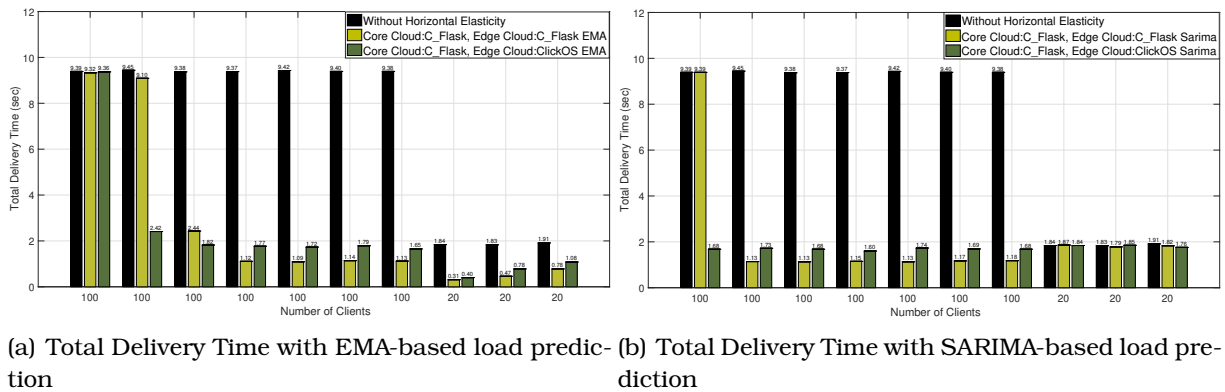 12
10
8
6
4
2
0
Total Delivery Time (sec)
Without Horizontal Elasticity
Core Cloud:C_Flask, Edge Cloud:C_Flask EMA
Core Cloud:C_Flask, Edge Cloud:ClickOS EMA
9.39 9.32 9.36 9.45 9.10 2.42 9.38 2.44 1.82 9.37 1.12 1.77 9.42 1.09 1.72 9.40 1.14 1.79 9.38 1.13 1.65 1.84 0.31 0.40 1.83 0.47 0.78 1.91 0.78 1.08
100 100 100 100 100 100 100 20 20 20
Number of Clients
(a) Total Delivery Time with EMA-based load predic-
tion
12
10
8
6
4
2
0
Total Delivery Time (sec)
Without Horizontal Elasticity
Core Cloud:C_Flask, Edge Cloud:C_Flask Sarima
Core Cloud:C_Flask, Edge Cloud:ClickOS Sarima
9.39 9.39 1.68 9.45 1.13 1.73 9.38 1.13 1.68 9.37 1.15 1.60 9.42 1.13 1.74 9.40 1.17 1.69 9.38 1.18 1.68 1.84 1.87 1.84 1.83 1.79 1.85 1.91 1.82 1.76
100 100 100 100 100 100 100 20 20 20
Number of Clients
(b) Total Delivery Time with SARIMA-based load pre-
diction